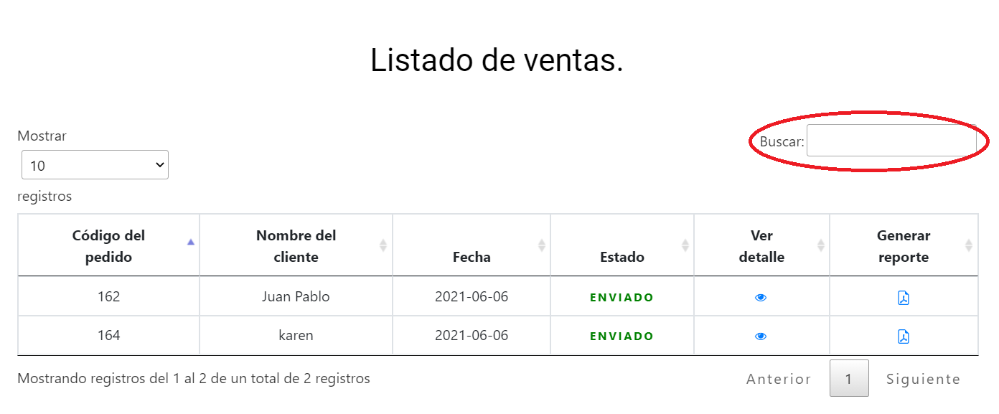 Listado de ventas.
Mostrar
Buscar:
10
registros
Código del pedido
Nombre del cliente
Fecha
Estado
Ver detalle
Generar reporte
162 Juan Pablo 2021-06-06 ENVIADO
164 karen 2021-06-06 ENVIADO
Mostrando registros del 1 al 2 de un total de 2 registros
Anterior 1 Siguiente